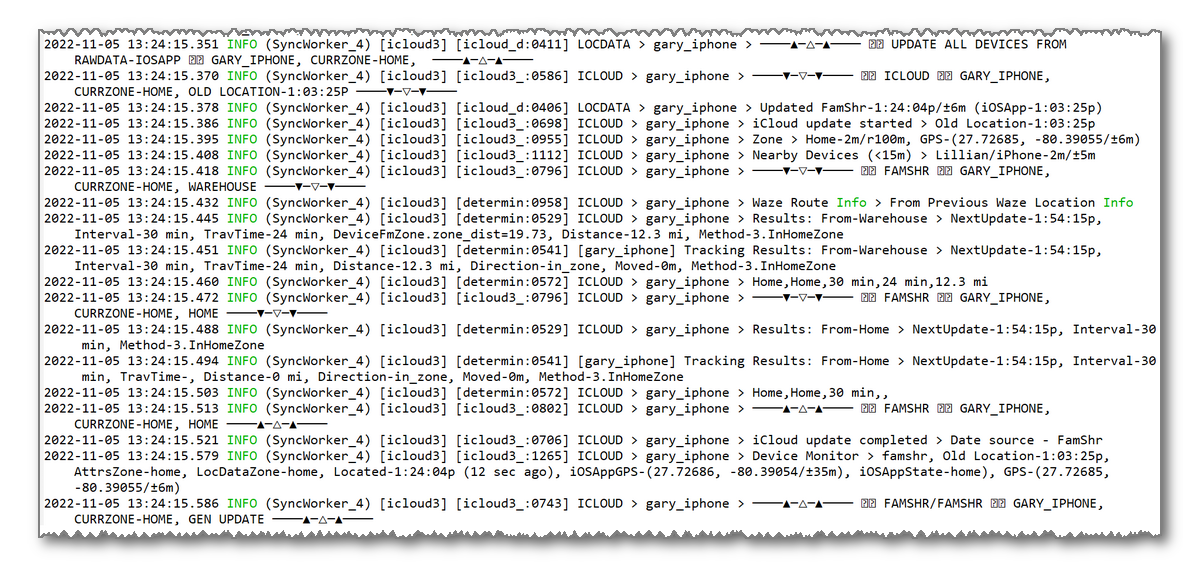 2022-11-05 13:24:15.351 INFO (SyncWorker_4) [icloud3] [icloud_d:0411] LOCDATA > gary_iphone > ────▲─△─▲──── UPDATE ALL DEVICES FROM
RAWDATA-IOSAPP GARY_IPHONE, CURRZONE-HOME, ────▲─△─▲────
2022-11-05 13:24:15.370 INFO (SyncWorker_4) [icloud3] [icloud3_:0586] ICLOUD > gary_iphone > ────▼─▽─▼──── ICLOUD GARY_IPHONE,
CURRZONE-HOME, OLD LOCATION-1:03:25P ────▼─▽─▼────
2022-11-05 13:24:15.378 INFO (SyncWorker_4) [icloud3] [icloud_d:0406] LOCDATA > gary_iphone > Updated FamShr-1:24:04p/±6m (iOSApp-1:03:25p)
2022-11-05 13:24:15.386 INFO (SyncWorker_4) [icloud3] [icloud3_:0698] ICLOUD > gary_iphone > iCloud update started > Old Location-1:03:25p
2022-11-05 13:24:15.395 INFO (SyncWorker_4) [icloud3] [icloud3_:0955] ICLOUD > gary_iphone > Zone > Home-2m/r100m, GPS-(27.72685, -80.39055/±6m)
2022-11-05 13:24:15.408 INFO (SyncWorker_4) [icloud3] [icloud3_:1112] ICLOUD > gary_iphone > Nearby Devices (<15m) > Lillian/iPhone-2m/±5m
2022-11-05 13:24:15.418 INFO (SyncWorker_4) [icloud3] [icloud3_:0796] ICLOUD > gary_iphone > ────▼─▽─▼──── FAMSHR GARY_IPHONE,
CURRZONE-HOME, WAREHOUSE ────▼─▽─▼────
2022-11-05 13:24:15.432 INFO (SyncWorker_4) [icloud3] [determin:0958] ICLOUD > gary_iphone > Waze Route Info > From Previous Waze Location Info
2022-11-05 13:24:15.445 INFO (SyncWorker_4) [icloud3] [determin:0529] ICLOUD > gary_iphone > Results: From-Warehouse > NextUpdate-1:54:15p,
Interval-30 min, TravTime-24 min, DeviceFmZone.zone_dist=19.73, Distance-12.3 mi, Method-3.InHomeZone
2022-11-05 13:24:15.451 INFO (SyncWorker_4) [icloud3] [determin:0541] [gary_iphone] Tracking Results: From-Warehouse > NextUpdate-1:54:15p,
Interval-30 min, TravTime-24 min, Distance-12.3 mi, Direction-in_zone, Moved-0m, Method-3.InHomeZone
2022-11-05 13:24:15.460 INFO (SyncWorker_4) [icloud3] [determin:0572] ICLOUD > gary_iphone > Home,Home,30 min,24 min,12.3 mi
2022-11-05 13:24:15.472 INFO (SyncWorker_4) [icloud3] [icloud3_:0796] ICLOUD > gary_iphone > ────▼─▽─▼──── FAMSHR GARY_IPHONE,
CURRZONE-HOME, HOME ────▼─▽─▼────
2022-11-05 13:24:15.488 INFO (SyncWorker_4) [icloud3] [determin:0529] ICLOUD > gary_iphone > Results: From-Home > NextUpdate-1:54:15p, Interval-30
min, Method-3.InHomeZone
2022-11-05 13:24:15.494 INFO (SyncWorker_4) [icloud3] [determin:0541] [gary_iphone] Tracking Results: From-Home > NextUpdate-1:54:15p, Interval-30
min, TravTime-, Distance-0 mi, Direction-in_zone, Moved-0m, Method-3.InHomeZone
2022-11-05 13:24:15.503 INFO (SyncWorker_4) [icloud3] [determin:0572] ICLOUD > gary_iphone > Home,Home,30 min,,
2022-11-05 13:24:15.513 INFO (SyncWorker_4) [icloud3] [icloud3_:0802] ICLOUD > gary_iphone > ────▲─△─▲──── FAMSHR GARY_IPHONE,
CURRZONE-HOME, HOME ────▲─△─▲────
2022-11-05 13:24:15.521 INFO (SyncWorker_4) [icloud3] [icloud3_:0706] ICLOUD > gary_iphone > iCloud update completed > Date source - FamShr
2022-11-05 13:24:15.579 INFO (SyncWorker_4) [icloud3] [icloud3_:1265] ICLOUD > gary_iphone > Device Monitor > famshr, Old Location-1:03:25p,
AttrsZone-home, LocDataZone-home, Located-1:24:04p (12 sec ago), iOSAppGPS-(27.72686, -80.39054/±35m), iOSAppState-home), GPS-(27.72685,
-80.39055/±6m)
2022-11-05 13:24:15.586 INFO (SyncWorker_4) [icloud3] [icloud3_:0743] ICLOUD > gary_iphone > ────▲─△─▲──── FAMSHR/FAMSHR GARY_IPHONE,
CURRZONE-HOME, GEN UPDATE ────▲─△─▲────